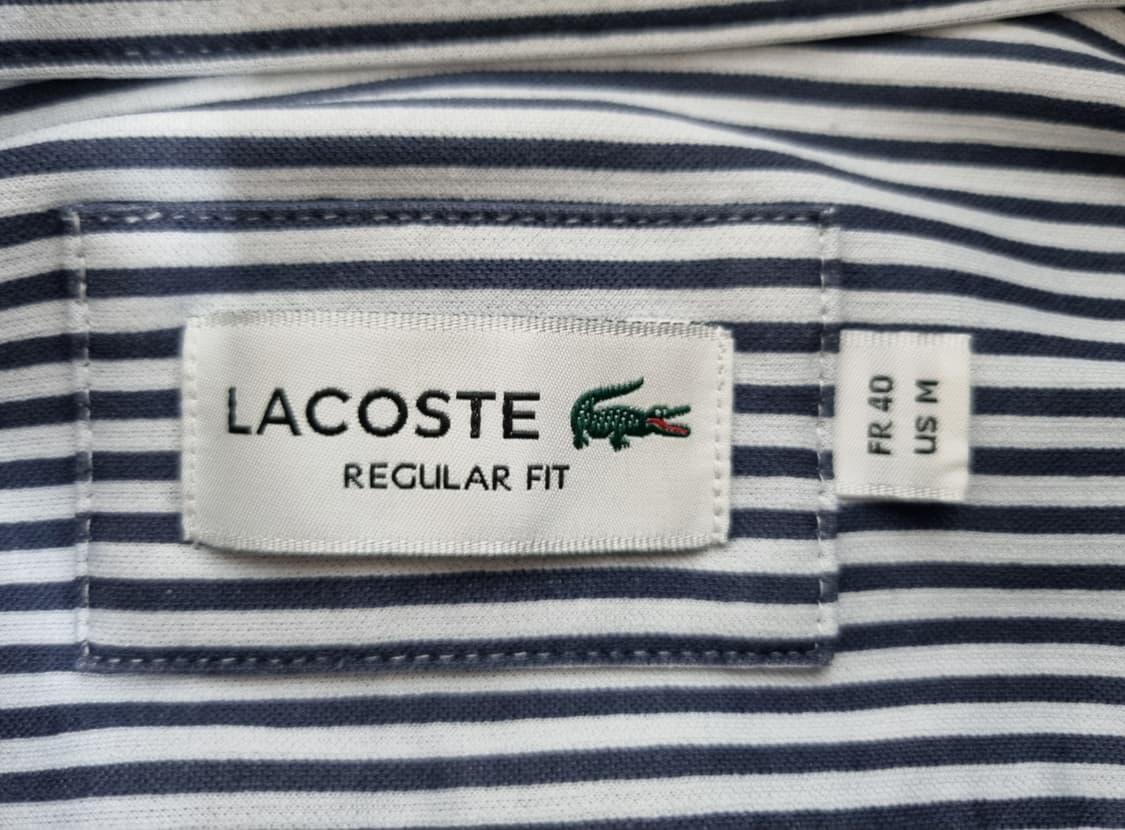 LACOSTE
REGULAR FIT
FR 40
US M